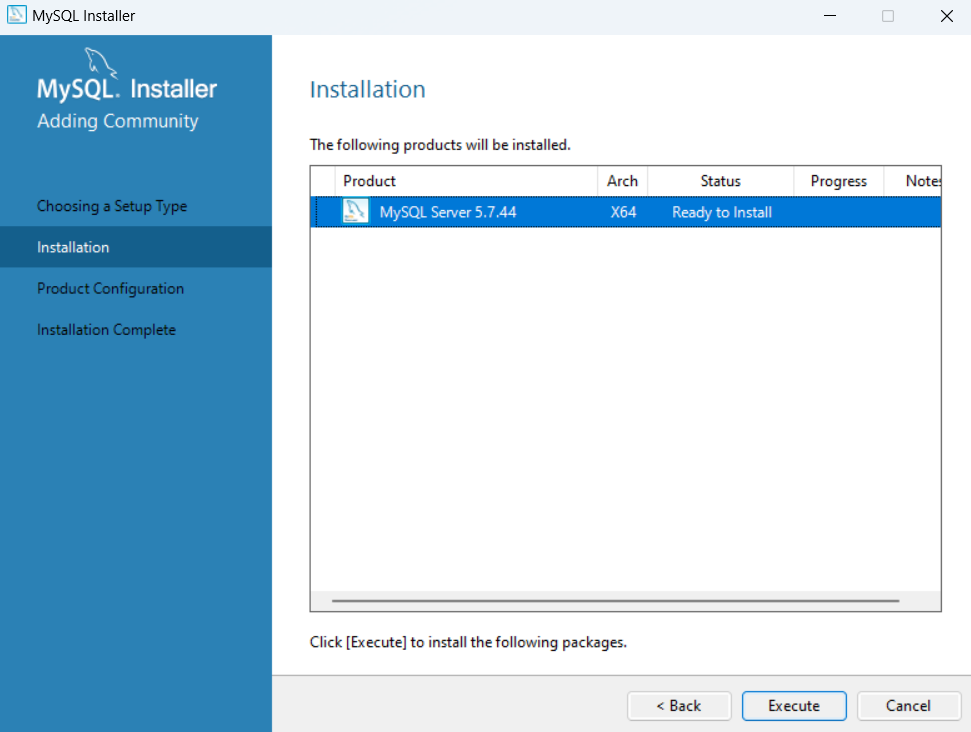 MySQL Installer
MySQL. Installer
Adding Community
Choosing a Setup Type
Installation
Product Configuration
Installation Complete
Installation
The following products will be installed.
Product Arch Status Progress Notes
MySQL Server 5.7.44 X64 Ready to Install
Click [Execute] to install the following packages.
< Back Execute Cancel